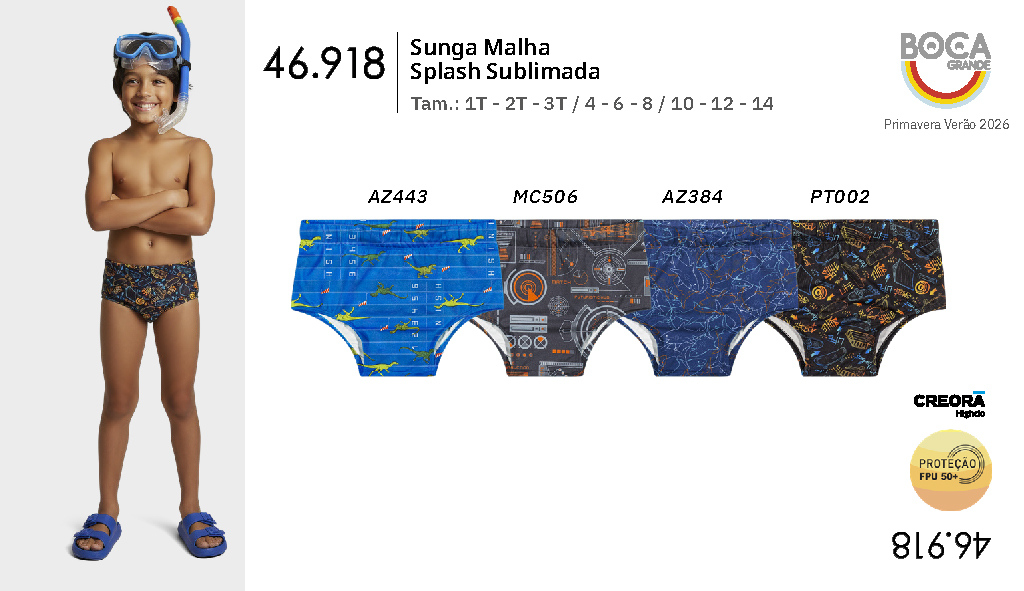 46.918
Sunga Malha
Splash Sublimada
Tam.: 1T - 2T - 3T / 4 - 6 - 8 / 10 - 12 - 14
BOCA
GRANDE
Primavera Verão 2026
AZ443
MC506
AZ384
PT002
CREORA
Highclo
PROTEÇÃO
FPU 50+
46.918